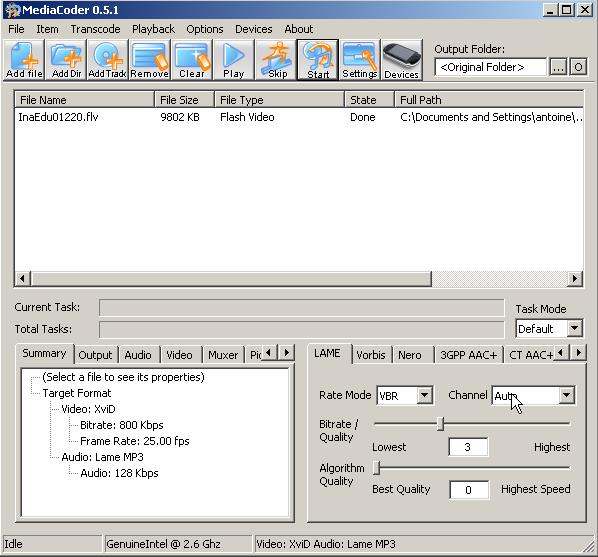 MediaCoder 0.5.1
File Item Transcode Playback Options Devices About
Add file Add Dir Add Track Remove Clear Play Skip Start Settings Devices
Output Folder:
<Original Folder> ... O
File Name File Size File Type State Full Path
InaEdu01220.flv 9802 KB Flash Video Done C:\Documents and Settings\antoine\...
Current Task:
Task Mode
Total Tasks:
Default
Summary Output Audio Video Muxer Pic
(Select a file to see its properties)
Target Format
Video: XviD
Bitrate: 800 Kbps
Frame Rate: 25.00 fps
Audio: Lame MP3
Audio: 128 Kbps
LAME Vorbis Nero 3GPP AAC+ CT AAC+
Rate Mode VBR Channel Auto
Bitrate /
Quality
Lowest 3 Highest
Algorithm
Quality
Best Quality 0 Highest Speed
Idle GenuineIntel @ 2.6 Ghz Video: XviD Audio: Lame MP3